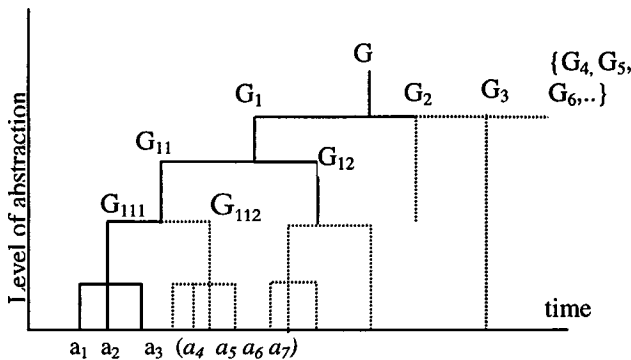 G
{G₄, G₅,
G₆,..}
G₁
G₂
G₃
G₁₁
G₁₂
G₁₁₁
G₁₁₂
Level of abstraction
time
a₁ a₂ a₃ (a₄ a₅ a₆ a₇)